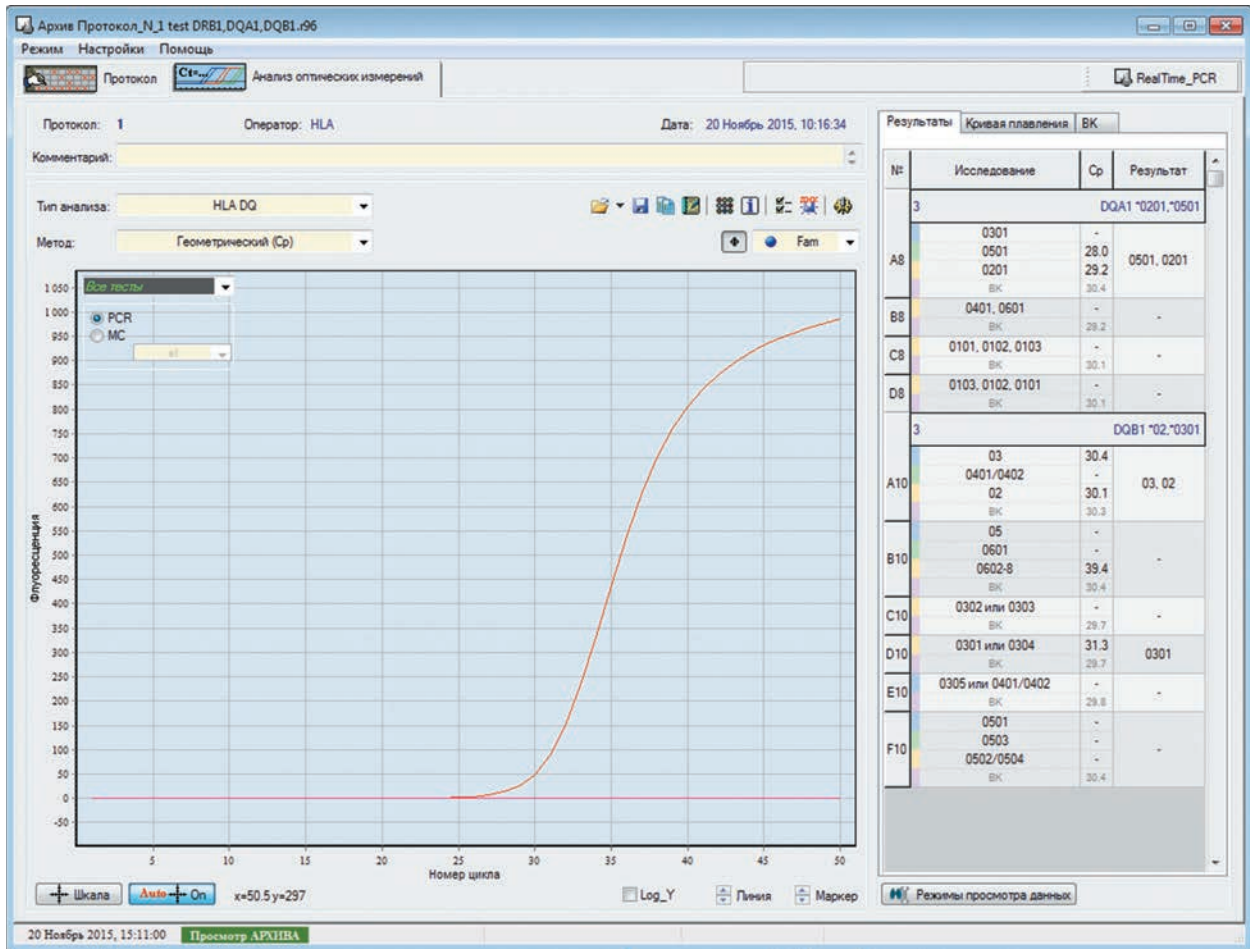 Архив Протокол_N_1 test DRB1,DQA1,DQB1.r96
Режим Настройки Помощь
Протокол Ct=... Анализ оптических измерений RealTime_PCR
Протокол: 1 Оператор: HLA Дата: 20 Ноябрь 2015, 10:16:34
Комментарий:
Тип анализа: HLA DQ
Метод: Геометрический (Cp) Fam
Все тесты
PCR
MC
Флуоресценция
1 050
1 000
950
900
850
800
750
700
650
600
550
500
450
400
350
300
250
200
150
100
50
0
-50
5 10 15 20 25 30 35 40 45 50
Номер цикла
Шкала Auto On x=50.5 y=297 Log_Y Линия Маркер
Результаты Кривая плавления ВК
№ Исследование Cp Результат
3 DQA1 *0201,*0501
A8 0501, 0201
0301 -
0501 28.0
0201 29.2
ВК 30.4
B8 -
0401, 0601 -
ВК 29.2
C8 -
0101, 0102, 0103 -
ВК 30.1
D8 -
0103, 0102, 0101 -
ВК 30.1
3 DQB1 *02,*0301
A10 03, 02
03 30.4
0401/0402 -
02 30.1
ВК 30.3
B10 -
05 -
0601 -
0602-8 39.4
ВК 30.4
C10 -
0302 или 0303 -
ВК 29.7
D10 0301
0301 или 0304 31.3
ВК 29.7
E10 -
0305 или 0401/0402 -
ВК 29.8
F10 -
0501 -
0503 -
0502/0504 -
ВК 30.4
Режимы просмотра данных
20 Ноябрь 2015, 15:11:00 Просмотр АРХИВА